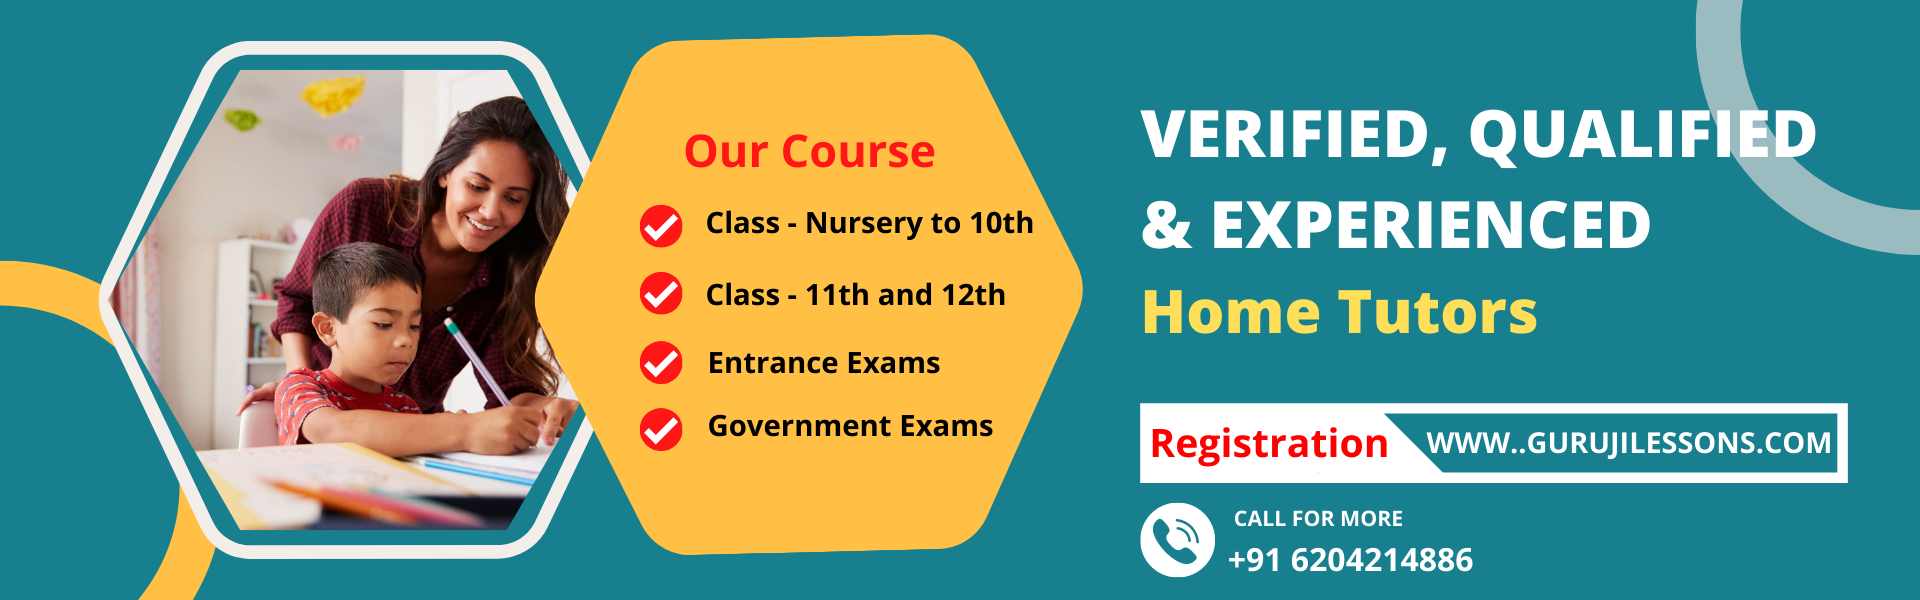 Our Course
Class - Nursery to 10th
Class - 11th and 12th
Entrance Exams
Government Exams
VERIFIED, QUALIFIED
& EXPERIENCED
Home Tutors
Registration
WWW..GURUJILESSONS.COM
CALL FOR MORE
+91 6204214886